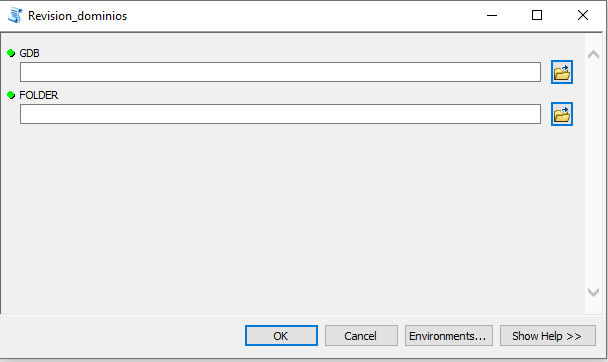 Revision_dominios
GDB
FOLDER
OK Cancel Environments... Show Help >>